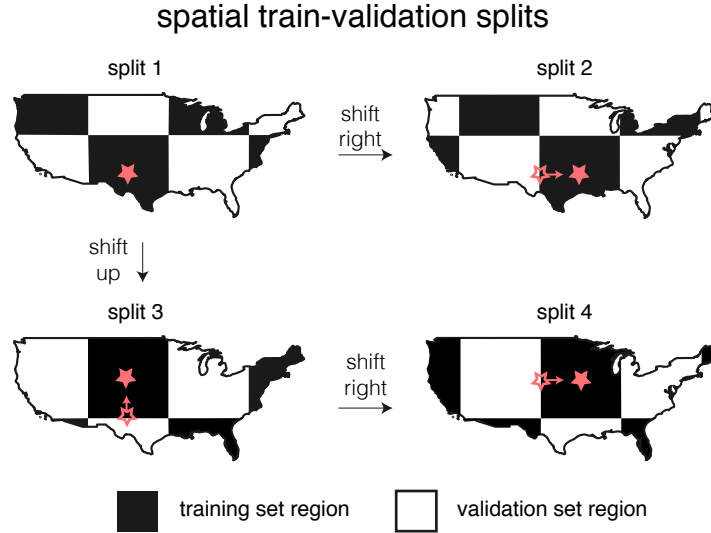 spatial train-validation splits
split 1
split 2
shift
right
shift
up
split 3
split 4
shift
right
training set region
validation set region